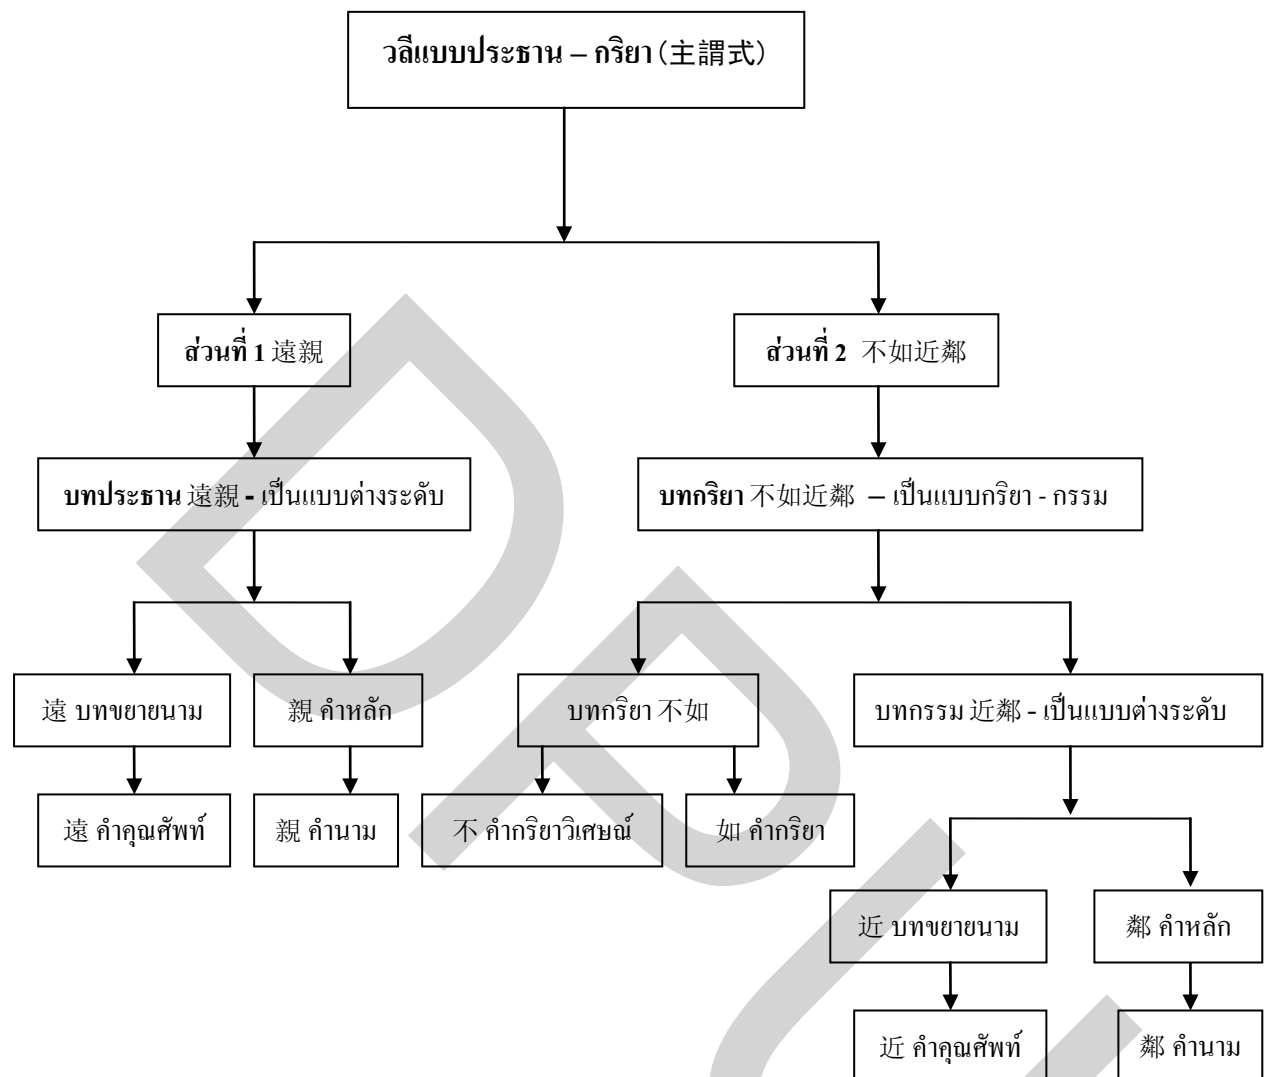 วลีแบบประธาน – กริยา (主謂式)
ส่วนที่ 1 遠親
ส่วนที่ 2 不如近鄰
บทประธาน 遠親 - เป็นแบบต่างระดับ
บทกริยา 不如近鄰 – เป็นแบบกริยา - กรรม
遠 บทขยายนาม
親 คำหลัก
บทกริยา 不如
บทกรรม 近鄰 - เป็นแบบต่างระดับ
遠 คำคุณศัพท์
親 คำนาม
不 คำกริยาวิเศษณ์
如 คำกริยา
近 บทขยายนาม
鄰 คำหลัก
近 คำคุณศัพท์
鄰 คำนาม